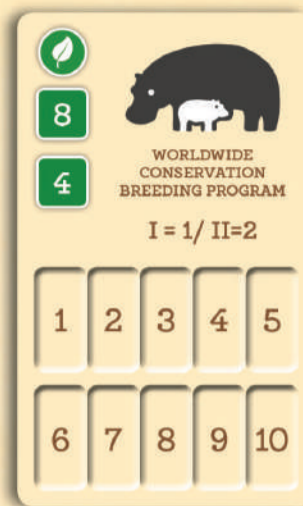 8
4
WORLDWIDE
CONSERVATION
BREEDING PROGRAM
I = 1/ II=2
1 2 3 4 5
6 7 8 9 10